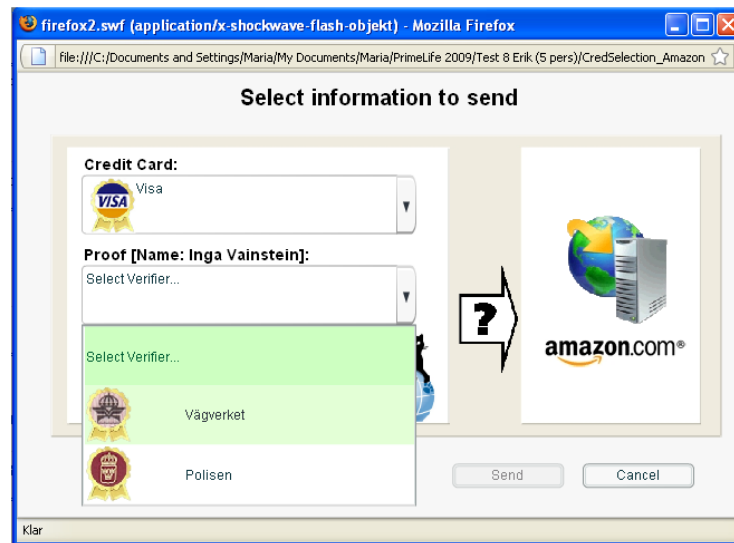 firefox2.swf (application/x-shockwave-flash-objekt) - Mozilla Firefox
file:///C:/Documents and Settings/Maria/My Documents/Maria/PrimeLife 2009/Test 8 Erik (5 pers)/CredSelection_Amazon
Select information to send
Credit Card:
VISA Visa
Proof [Name: Inga Vainstein]:
Select Verifier...
?
amazon.com®
Select Verifier...
Vägverket
Polisen
Send Cancel
Klar